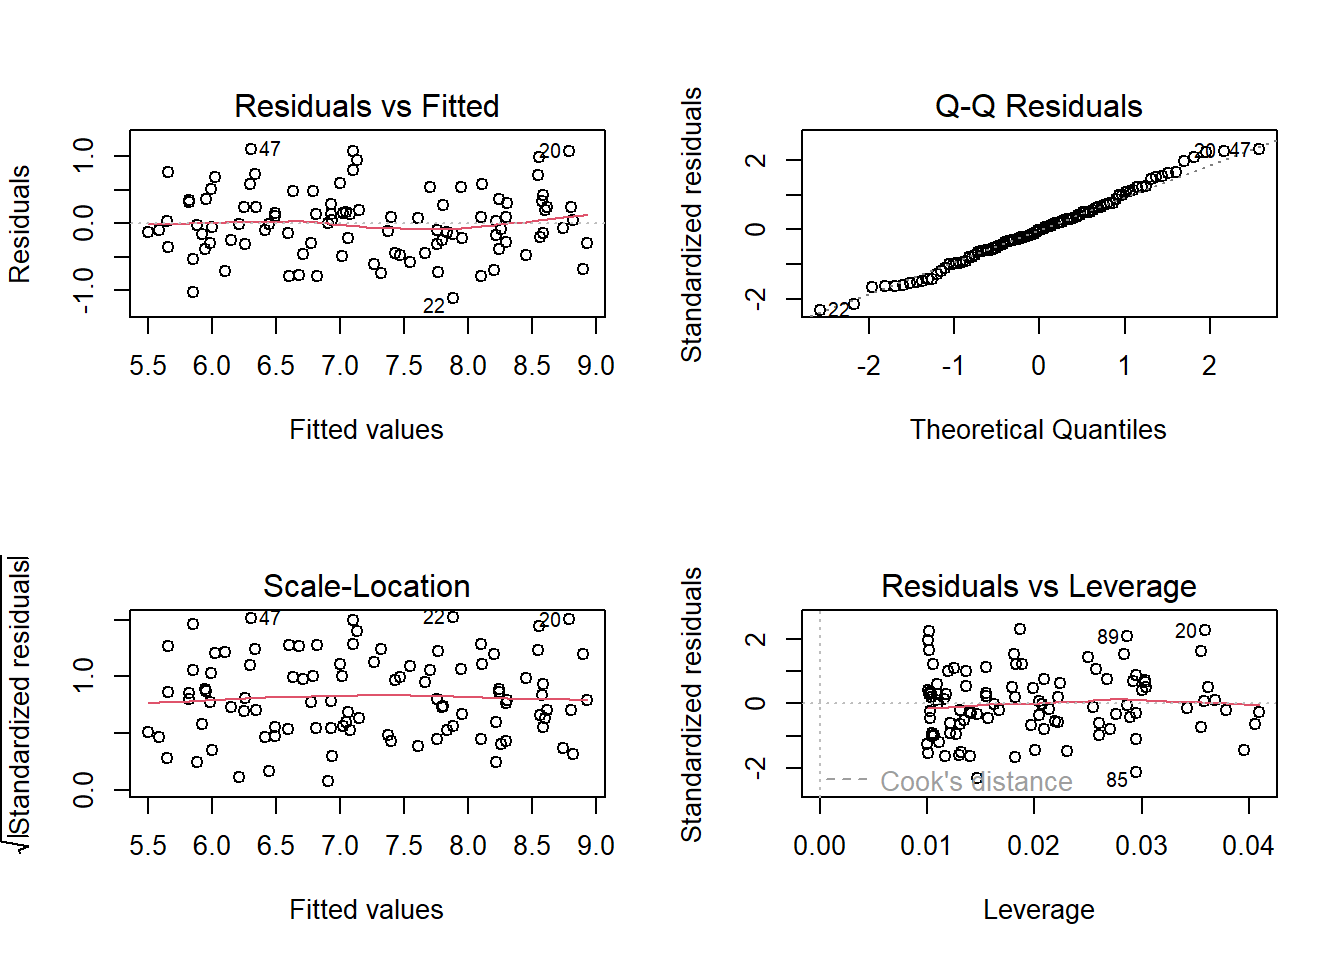 Residuals vs Fitted
Residuals
1.0
0.0
-1.0
47
20
22
5.5 6.0 6.5 7.0 7.5 8.0 8.5 9.0
Fitted values
Q-Q Residuals
Standardized residuals
2
0
-2
20 47
22
-2 -1 0 1 2
Theoretical Quantiles
Scale-Location
√|Standardized residuals|
1.0
0.0
47
22
20
5.5 6.0 6.5 7.0 7.5 8.0 8.5 9.0
Fitted values
Residuals vs Leverage
Standardized residuals
2
0
-2
89
20
85
Cook's distance
0.00 0.01 0.02 0.03 0.04
Leverage